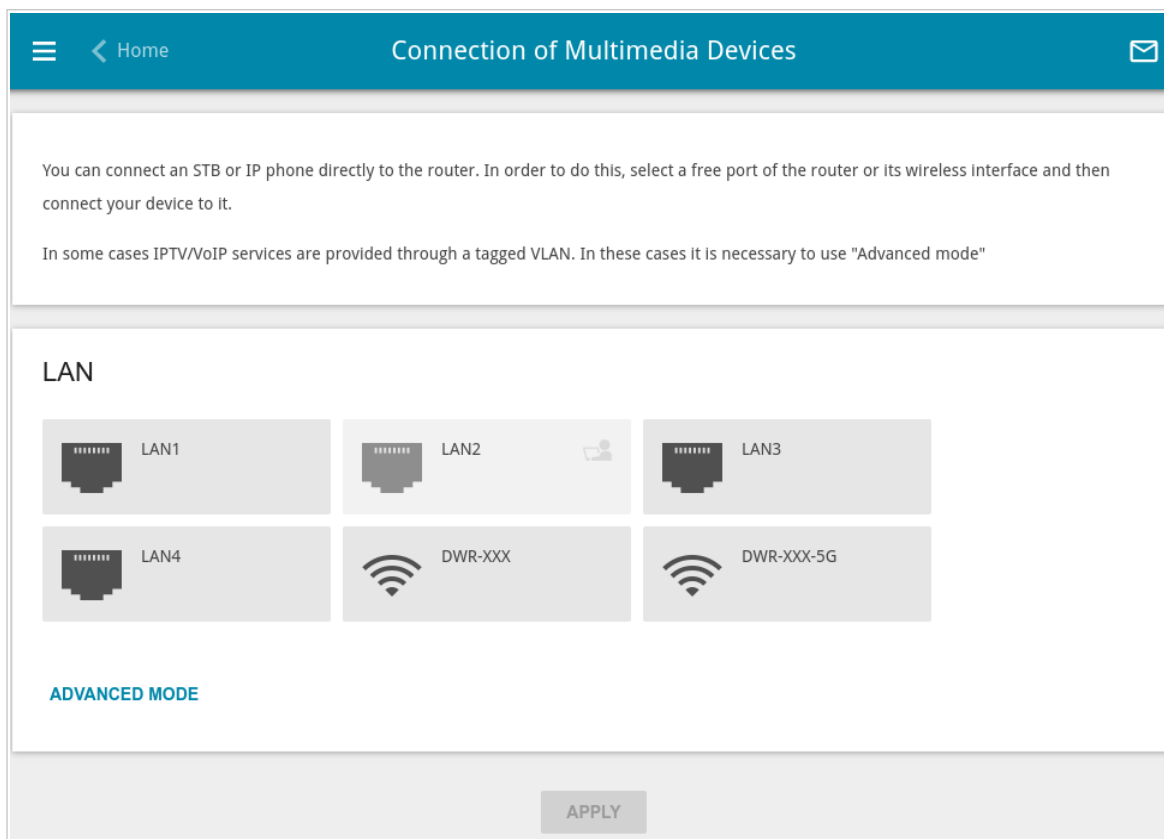 Home
Connection of Multimedia Devices
You can connect an STB or IP phone directly to the router. In order to do this, select a free port of the router or its wireless interface and then
connect your device to it.
In some cases IPTV/VoIP services are provided through a tagged VLAN. In these cases it is necessary to use "Advanced mode"
LAN
LAN1
LAN2
LAN3
LAN4
DWR-XXX
DWR-XXX-5G
ADVANCED MODE
APPLY